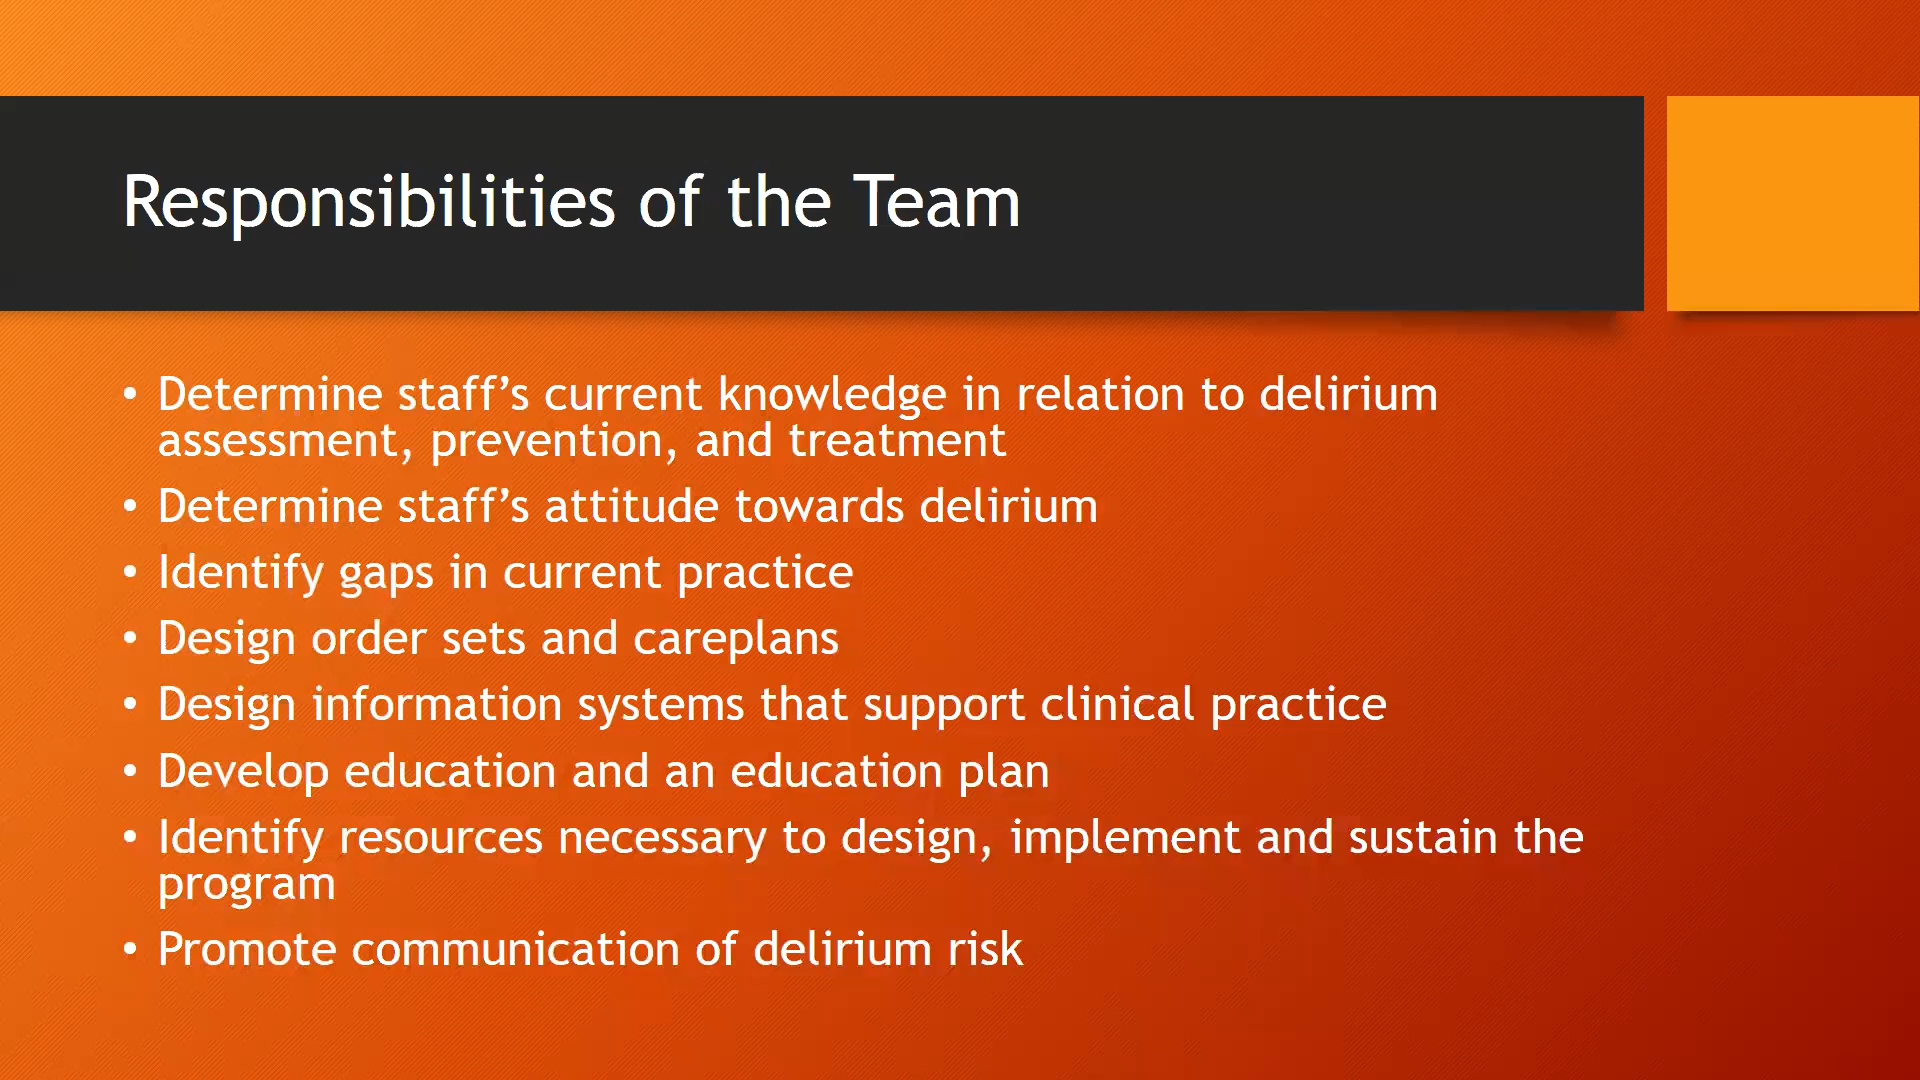 Responsibilities of the Team
• Determine staff’s current knowledge in relation to delirium
assessment, prevention, and treatment
• Determine staff’s attitude towards delirium
• Identify gaps in current practice
• Design order sets and careplans
• Design information systems that support clinical practice
• Develop education and an education plan
• Identify resources necessary to design, implement and sustain the
program
• Promote communication of delirium risk